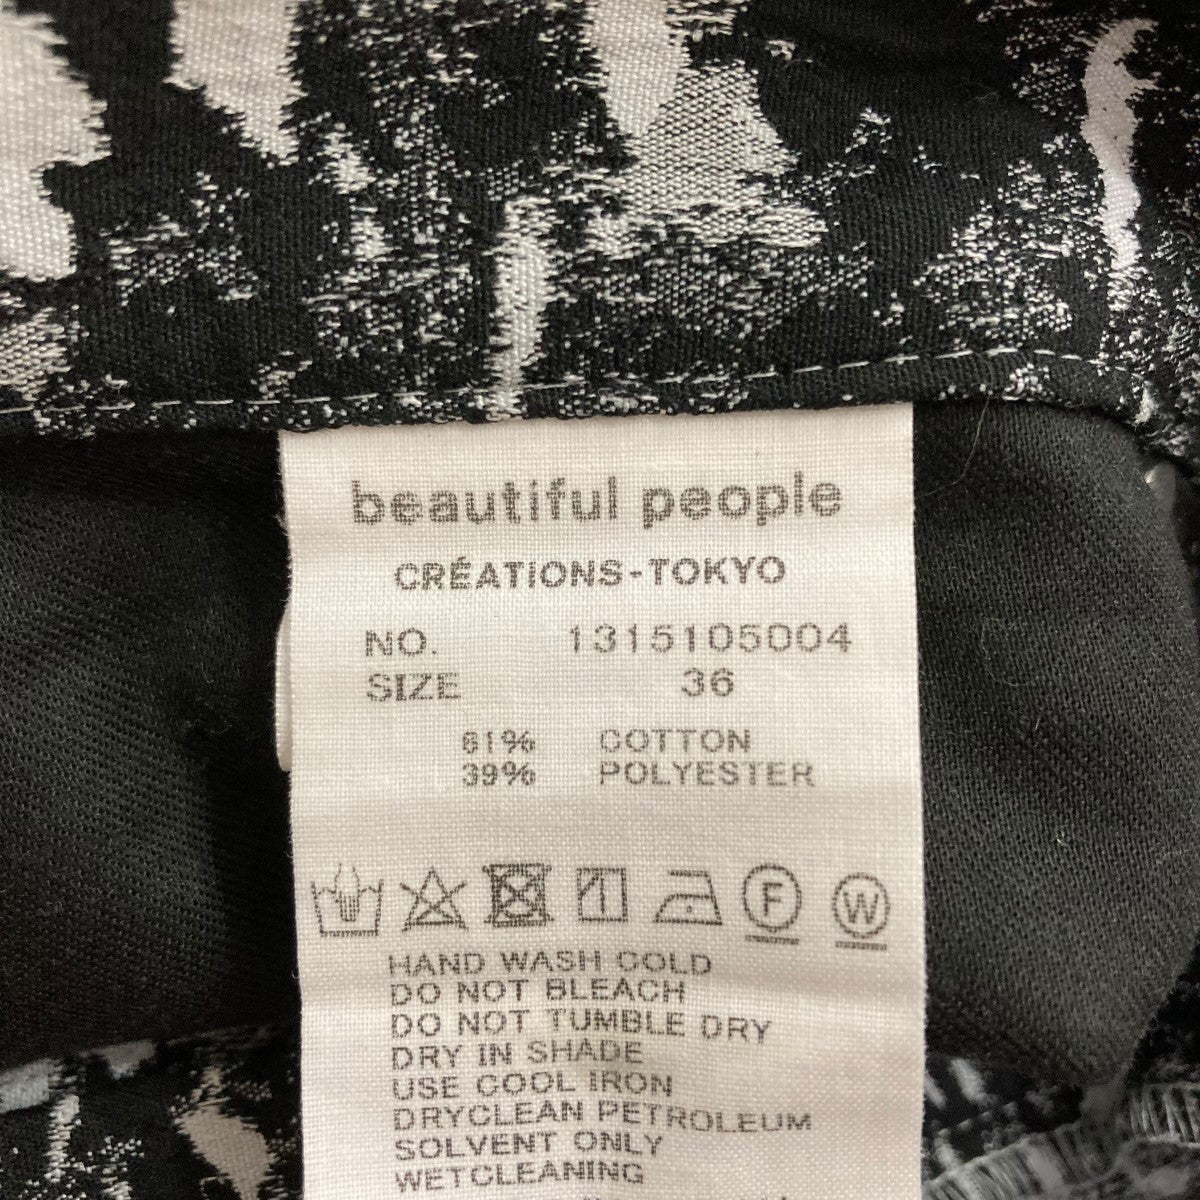 beautiful people
CRÉATIONS-TOKYO
NO. 1315105004
SIZE 36
61% COTTON
39% POLYESTER
F W
HAND WASH COLD
DO NOT BLEACH
DO NOT TUMBLE DRY
DRY IN SHADE
USE COOL IRON
DRYCLEAN PETROLEUM
SOLVENT ONLY
WETCLEANING